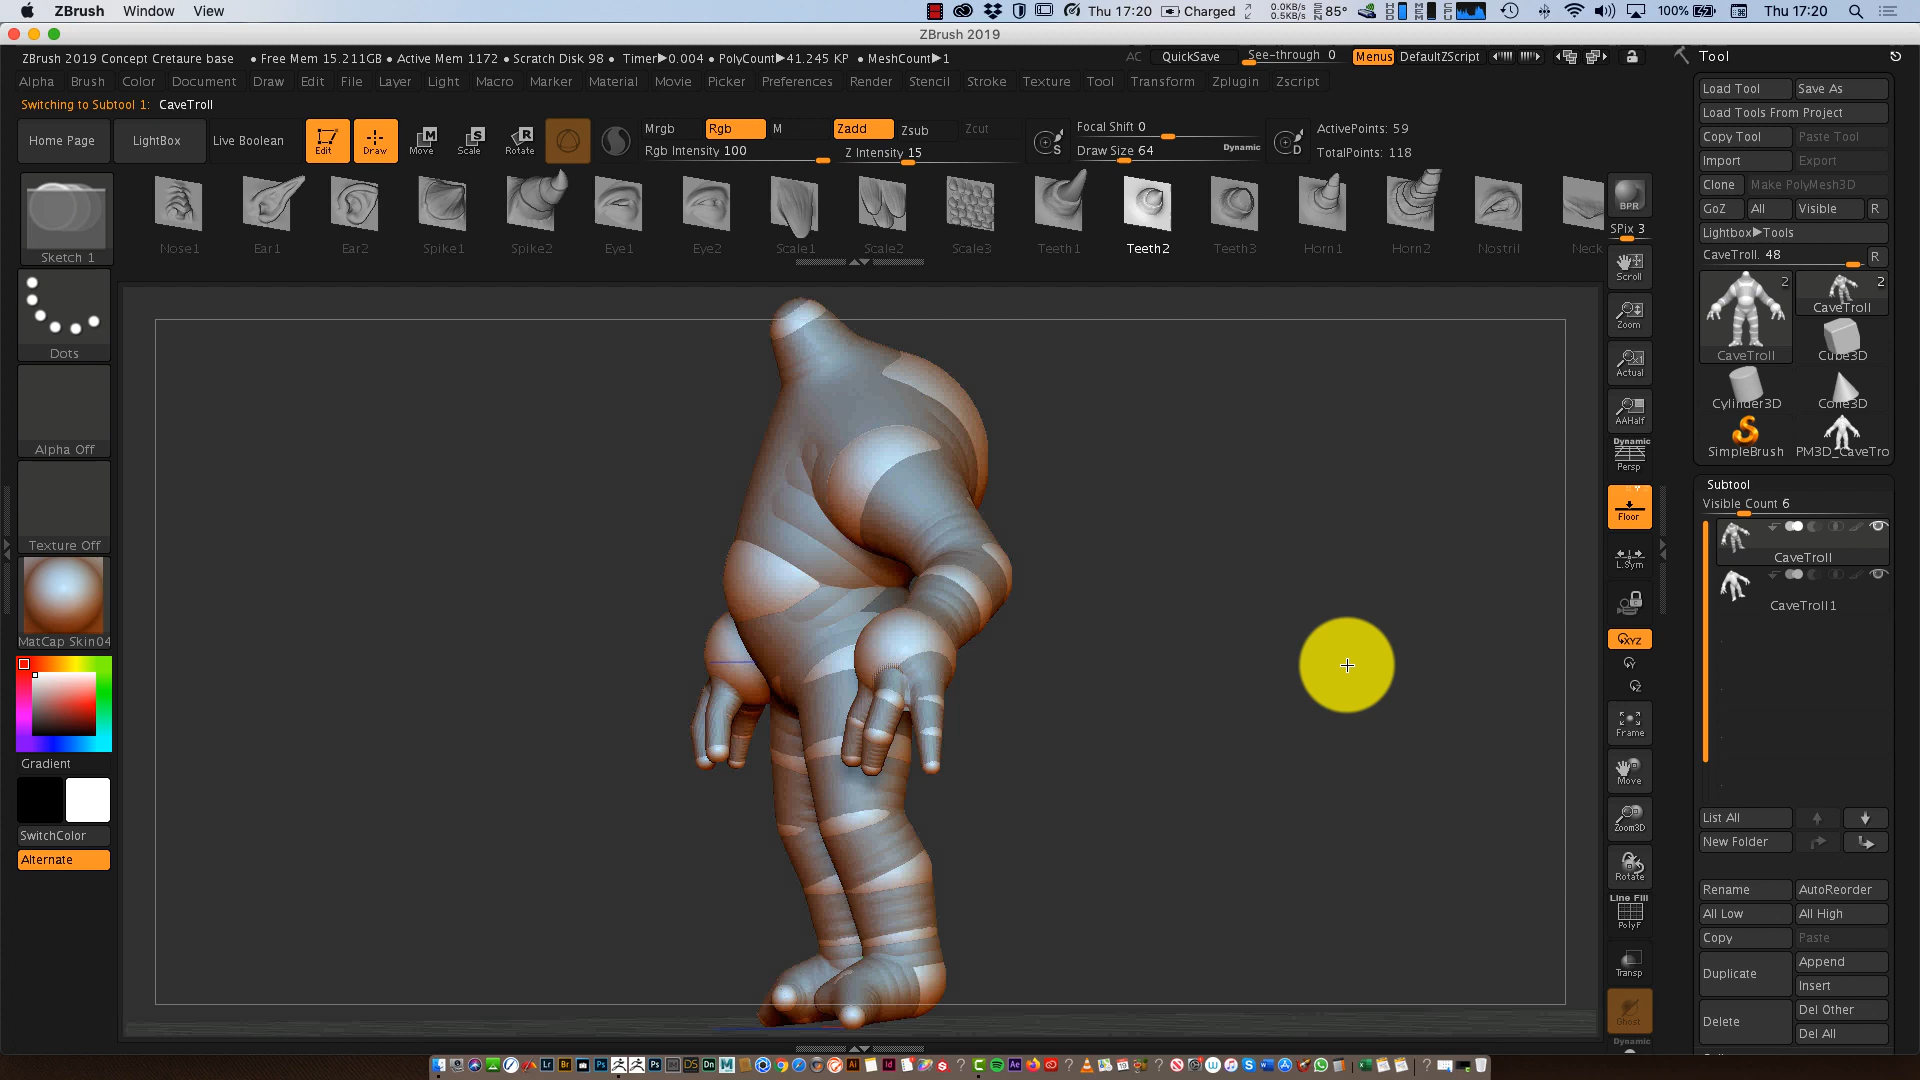 ZBrush Window View
0.0KB/s
0.5KB/s
85°
Thu 17:20
Charged
100%
Thu 17:20
ZBrush 2019
ZBrush 2019 Concept Cretaure base • Free Mem 15.211GB • Active Mem 1172 • Scratch Disk 98 • Timer▶0.004 • PolyCount▶41.245 KP • MeshCount▶1
AC QuickSave See-through 0 Menus DefaultZScript
Alpha Brush Color Document Draw Edit File Layer Light Macro Marker Material Movie Picker Preferences Render Stencil Stroke Texture Tool Transform Zplugin Zscript
Switching to Subtool 1: CaveTroll
Home Page LightBox Live Boolean Edit Draw Move Scale Rotate
Mrgb Rgb M Zadd Zsub Zcut
Rgb Intensity 100 Z Intensity 15
Focal Shift 0
Draw Size 64 Dynamic
ActivePoints: 59
TotalPoints: 118
Nose1 Ear1 Ear2 Spike1 Spike2 Eye1 Eye2 Scale1 Scale2 Scale3 Teeth1 Teeth2 Teeth3 Horn1 Horn2 Nostril Neck
Sketch 1
Dots
Alpha Off
Texture Off
MatCap Skin04
Gradient
SwitchColor
Alternate
BPR
SPix 3
Scroll
Zoom
Actual
AAHalf
Dynamic
Persp
Floor
L.Sym
XYZ
Frame
Move
Zoom3D
Rotate
Line Fill
PolyF
Transp
Ghost
Dynamic
Tool
Load Tool Save As
Load Tools From Project
Copy Tool Paste Tool
Import Export
Clone Make PolyMesh3D
GoZ All Visible R
Lightbox▶Tools
CaveTroll. 48 R
2 2
CaveTroll
CaveTroll Cube3D
Cylinder3D Cone3D
SimpleBrush PM3D_CaveTro
Subtool
Visible Count 6
CaveTroll
CaveTroll1
List All
New Folder
Rename AutoReorder
All Low All High
Copy Paste
Duplicate Append
Insert
Delete Del Other
Del All